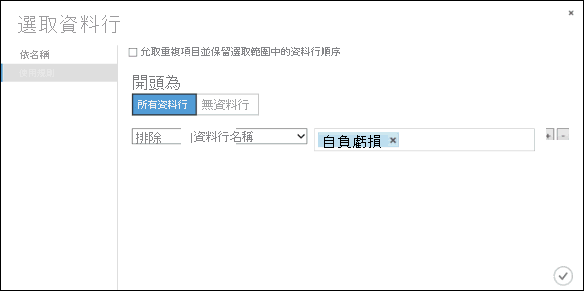 選取資料行
依名稱
允取重複項目並保留選取範圍中的資料行順序
開頭為
所有資料行 無資料行
排除 資料行名稱 自負虧損